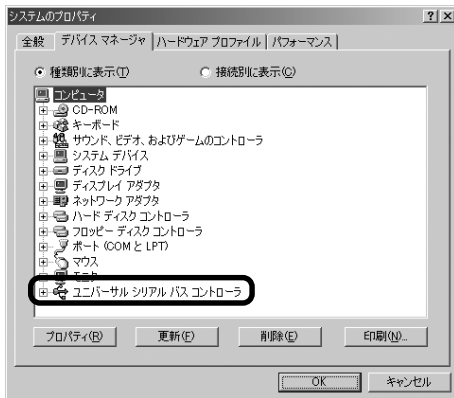 システムのプロパティ
全般 デバイス マネージャ ハードウェア プロファイル パフォーマンス
種類別に表示(T) 接続別に表示(C)
コンピュータ
CD-ROM
キーボード
サウンド、ビデオ、およびゲームのコントローラ
システム デバイス
ディスク ドライブ
ディスプレイ アダプタ
ネットワーク アダプタ
ハード ディスク コントローラ
フロッピー ディスク コントローラ
ポート (COM と LPT)
マウス
モニタ
ユニバーサル シリアル バス コントローラ
プロパティ(R) 更新(F) 削除(E) 印刷(N)...
OK キャンセル